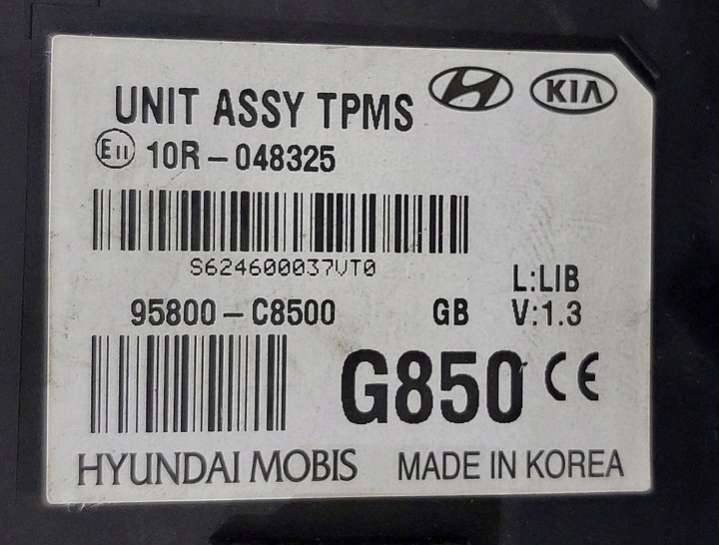 UNIT ASSY TPMS
KIA
E11 10R-048325
S624600037VT0
L:LIB
95800-C8500 GB V:1.3
G850 CE
HYUNDAI MOBIS MADE IN KOREA